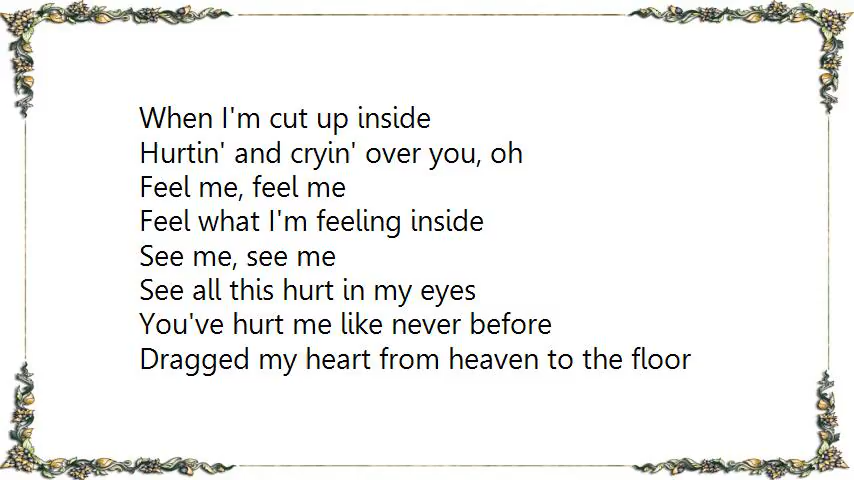 When I'm cut up inside
Hurtin' and cryin' over you, oh
Feel me, feel me
Feel what I'm feeling inside
See me, see me
See all this hurt in my eyes
You've hurt me like never before
Dragged my heart from heaven to the floor